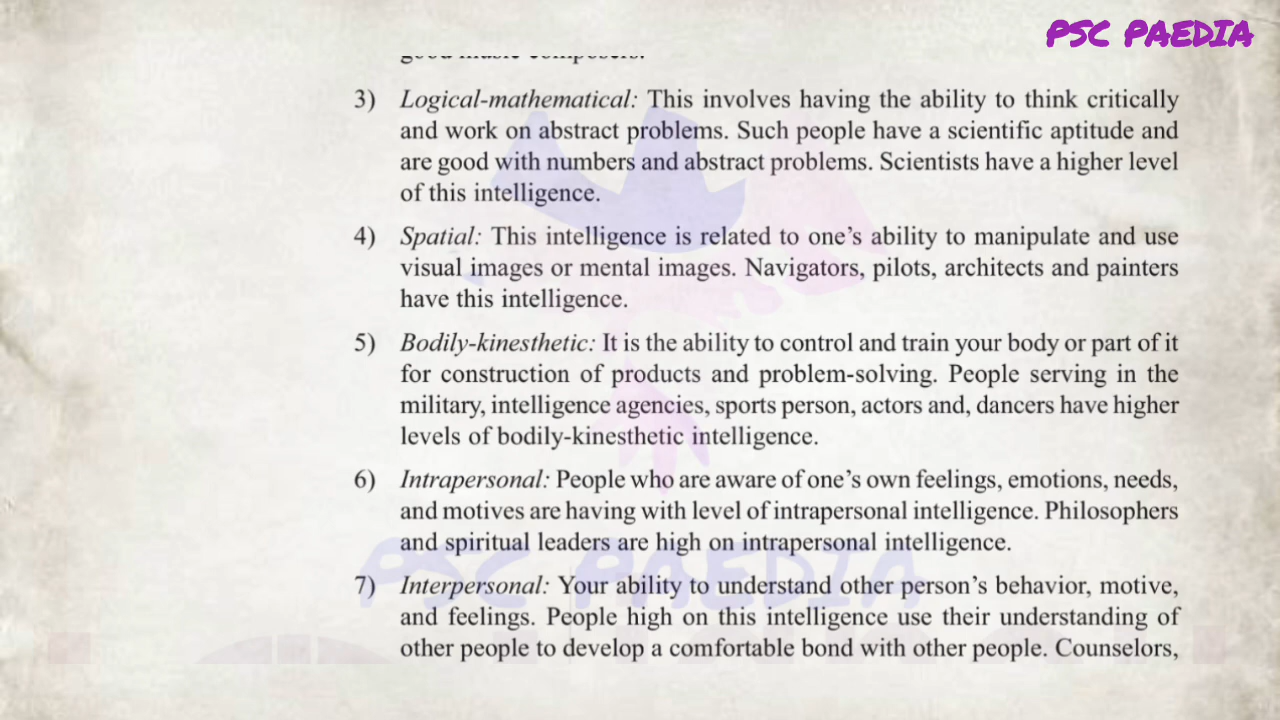 PSC PAEDIA
good music composers.
3) Logical-mathematical: This involves having the ability to think critically
and work on abstract problems. Such people have a scientific aptitude and
are good with numbers and abstract problems. Scientists have a higher level
of this intelligence.
4) Spatial: This intelligence is related to one’s ability to manipulate and use
visual images or mental images. Navigators, pilots, architects and painters
have this intelligence.
5) Bodily-kinesthetic: It is the ability to control and train your body or part of it
for construction of products and problem-solving. People serving in the
military, intelligence agencies, sports person, actors and, dancers have higher
levels of bodily-kinesthetic intelligence.
6) Intrapersonal: People who are aware of one’s own feelings, emotions, needs,
and motives are having with level of intrapersonal intelligence. Philosophers
and spiritual leaders are high on intrapersonal intelligence.
PSC PAEDIA
7) Interpersonal: Your ability to understand other person’s behavior, motive,
and feelings. People high on this intelligence use their understanding of
other people to develop a comfortable bond with other people. Counselors,